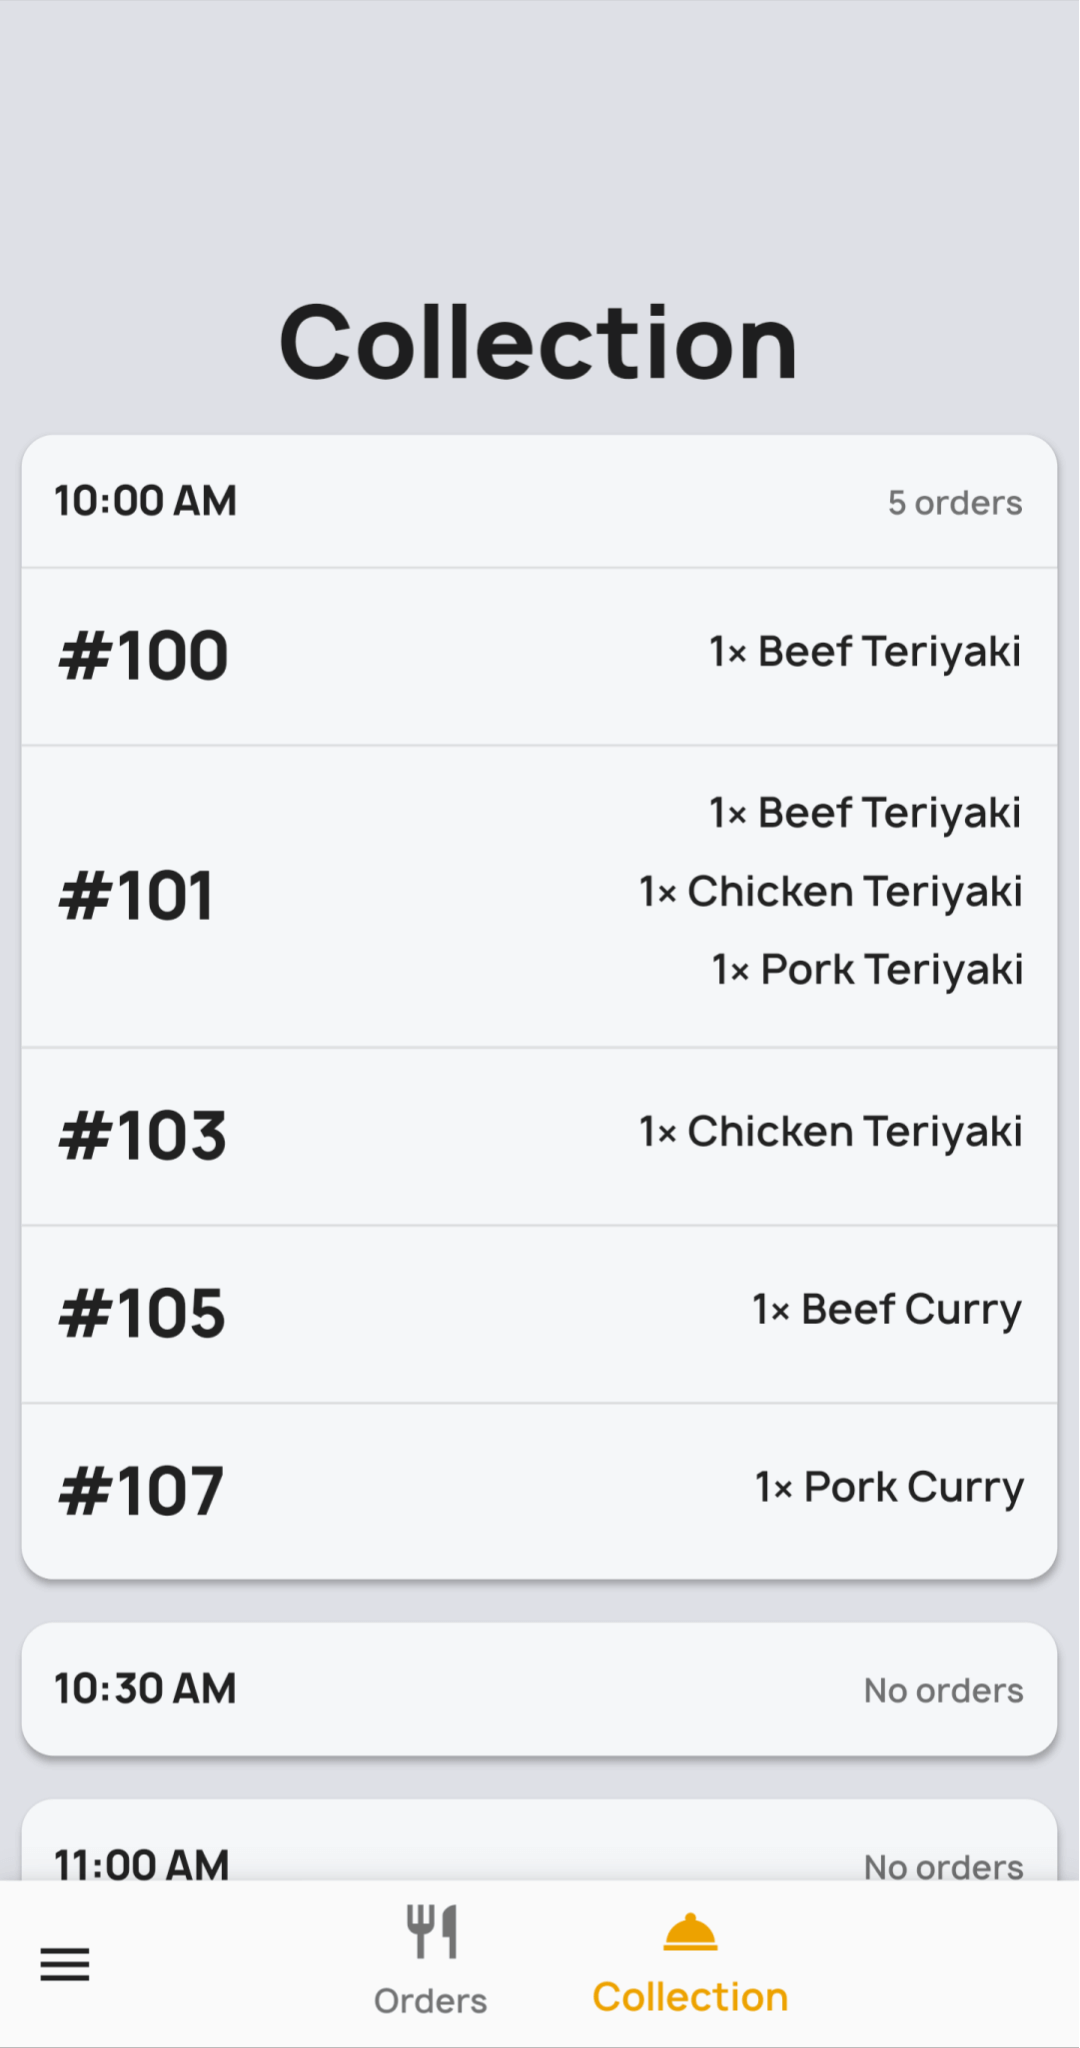 Collection
10:00 AM 5 orders
#100 1× Beef Teriyaki
#101 1× Beef Teriyaki
1× Chicken Teriyaki
1× Pork Teriyaki
#103 1× Chicken Teriyaki
#105 1× Beef Curry
#107 1× Pork Curry
10:30 AM No orders
11:00 AM No orders
Orders Collection